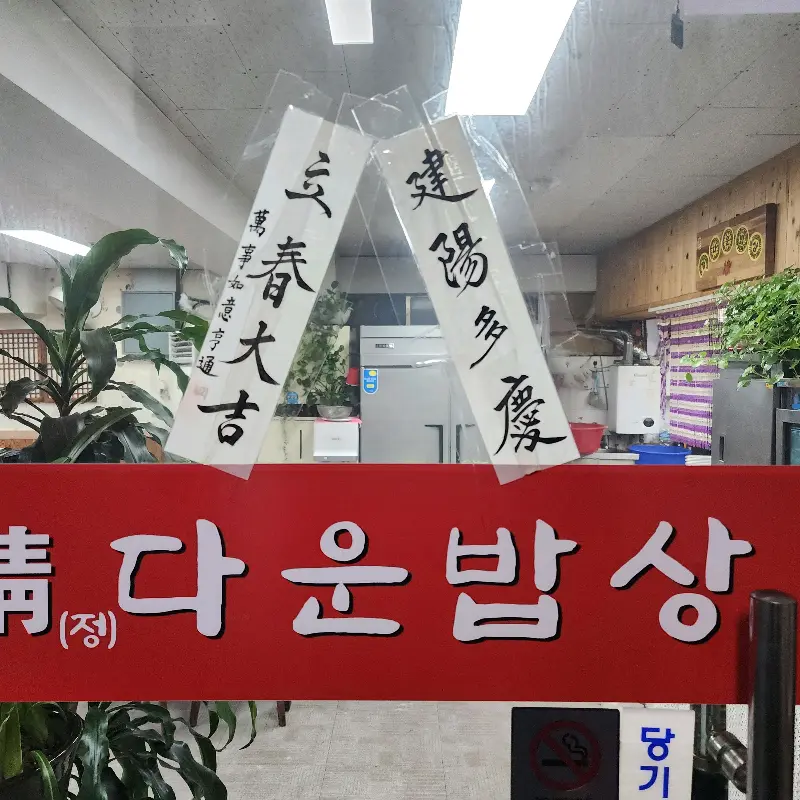 立春大吉
萬事如意亨通
建陽多慶
情(정)다운밥상
당기